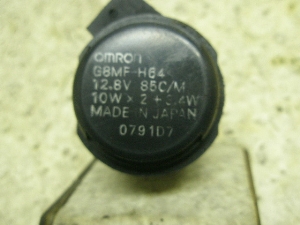 OMRON
G8MF-H64
12.8V 85C/M
10W × 2 + 3.4W
MADE IN JAPAN
0791D7